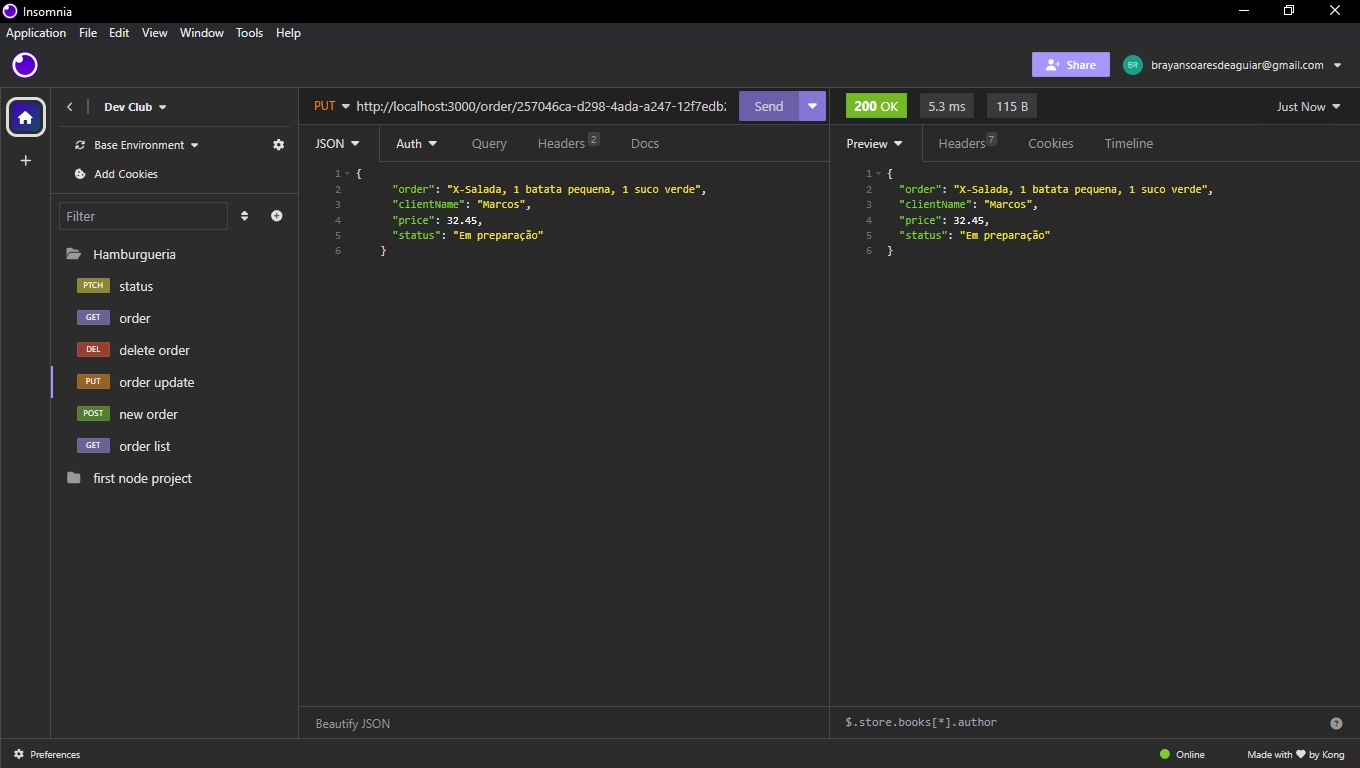 Insomnia
Application File Edit View Window Tools Help
Share BR brayansoaresdeaguiar@gmail.com
Dev Club
Base Environment
Add Cookies
Filter
Hamburgueria
PTCH status
GET order
DEL delete order
PUT order update
POST new order
GET order list
first node project
PUT http://localhost:3000/order/257046ca-d298-4ada-a247-12f7edb2 Send
JSON Auth Query Headers 2 Docs
1 {
2 "order": "X-Salada, 1 batata pequena, 1 suco verde",
3 "clientName": "Marcos",
4 "price": 32.45,
5 "status": "Em preparação"
6 }
Beautify JSON
200 OK 5.3 ms 115 B Just Now
Preview Headers 7 Cookies Timeline
1 {
2 "order": "X-Salada, 1 batata pequena, 1 suco verde",
3 "clientName": "Marcos",
4 "price": 32.45,
5 "status": "Em preparação"
6 }
$.store.books[*].author ?
Preferences
Online Made with ♥ by Kong